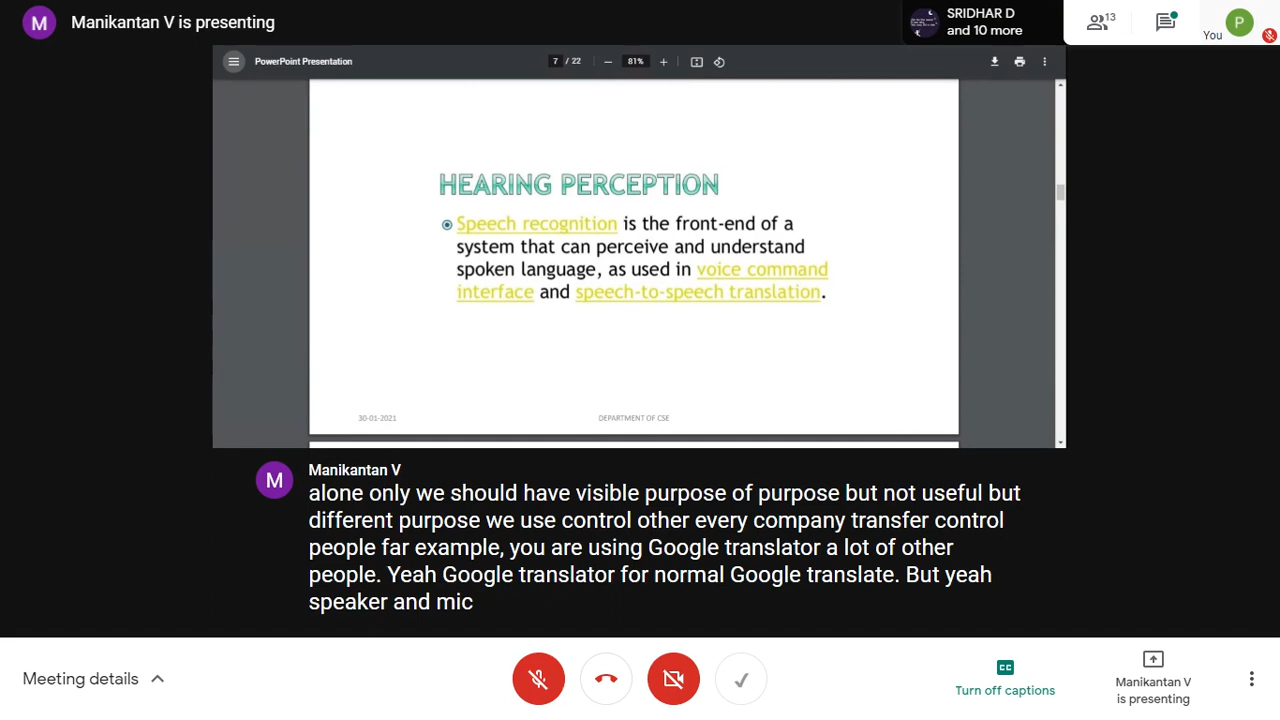 M Manikantan V is presenting
SRIDHAR D
and 10 more
13
You
P
PowerPoint Presentation
7 / 22
81%
HEARING PERCEPTION
Speech recognition is the front-end of a
system that can perceive and understand
spoken language, as used in voice command
interface and speech-to-speech translation.
30-01-2021 DEPARTMENT OF CSE
M Manikantan V
alone only we should have visible purpose of purpose but not useful but
different purpose we use control other every company transfer control
people far example, you are using Google translator a lot of other
people. Yeah Google translator for normal Google translate. But yeah
speaker and mic
Meeting details
CC
Turn off captions
Manikantan V
is presenting